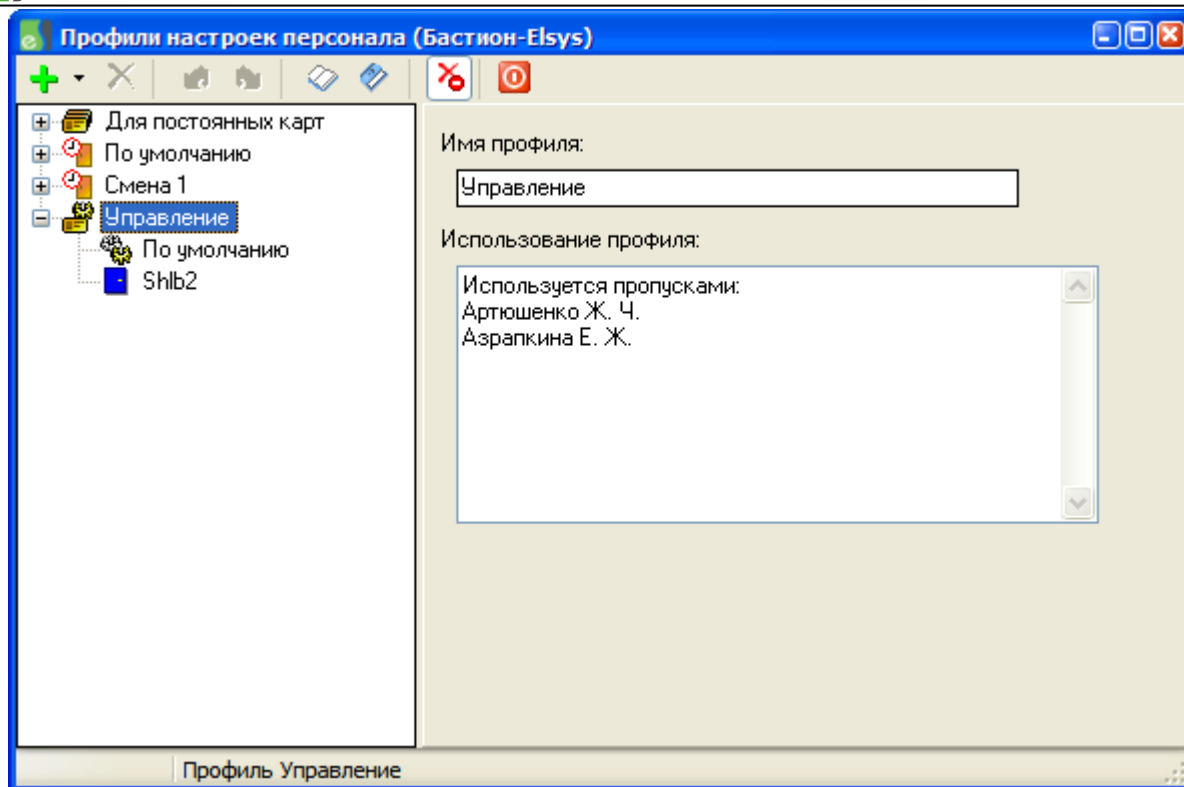 Профили настроек персонала (Бастион-Elsys)
Для постоянных карт
По умолчанию
Смена 1
Управление
По умолчанию
Shlb2
Имя профиля:
Управление
Использование профиля:
Используется пропусками:
Артюшенко Ж. Ч.
Азрапкина Е. Ж.
Профиль Управление